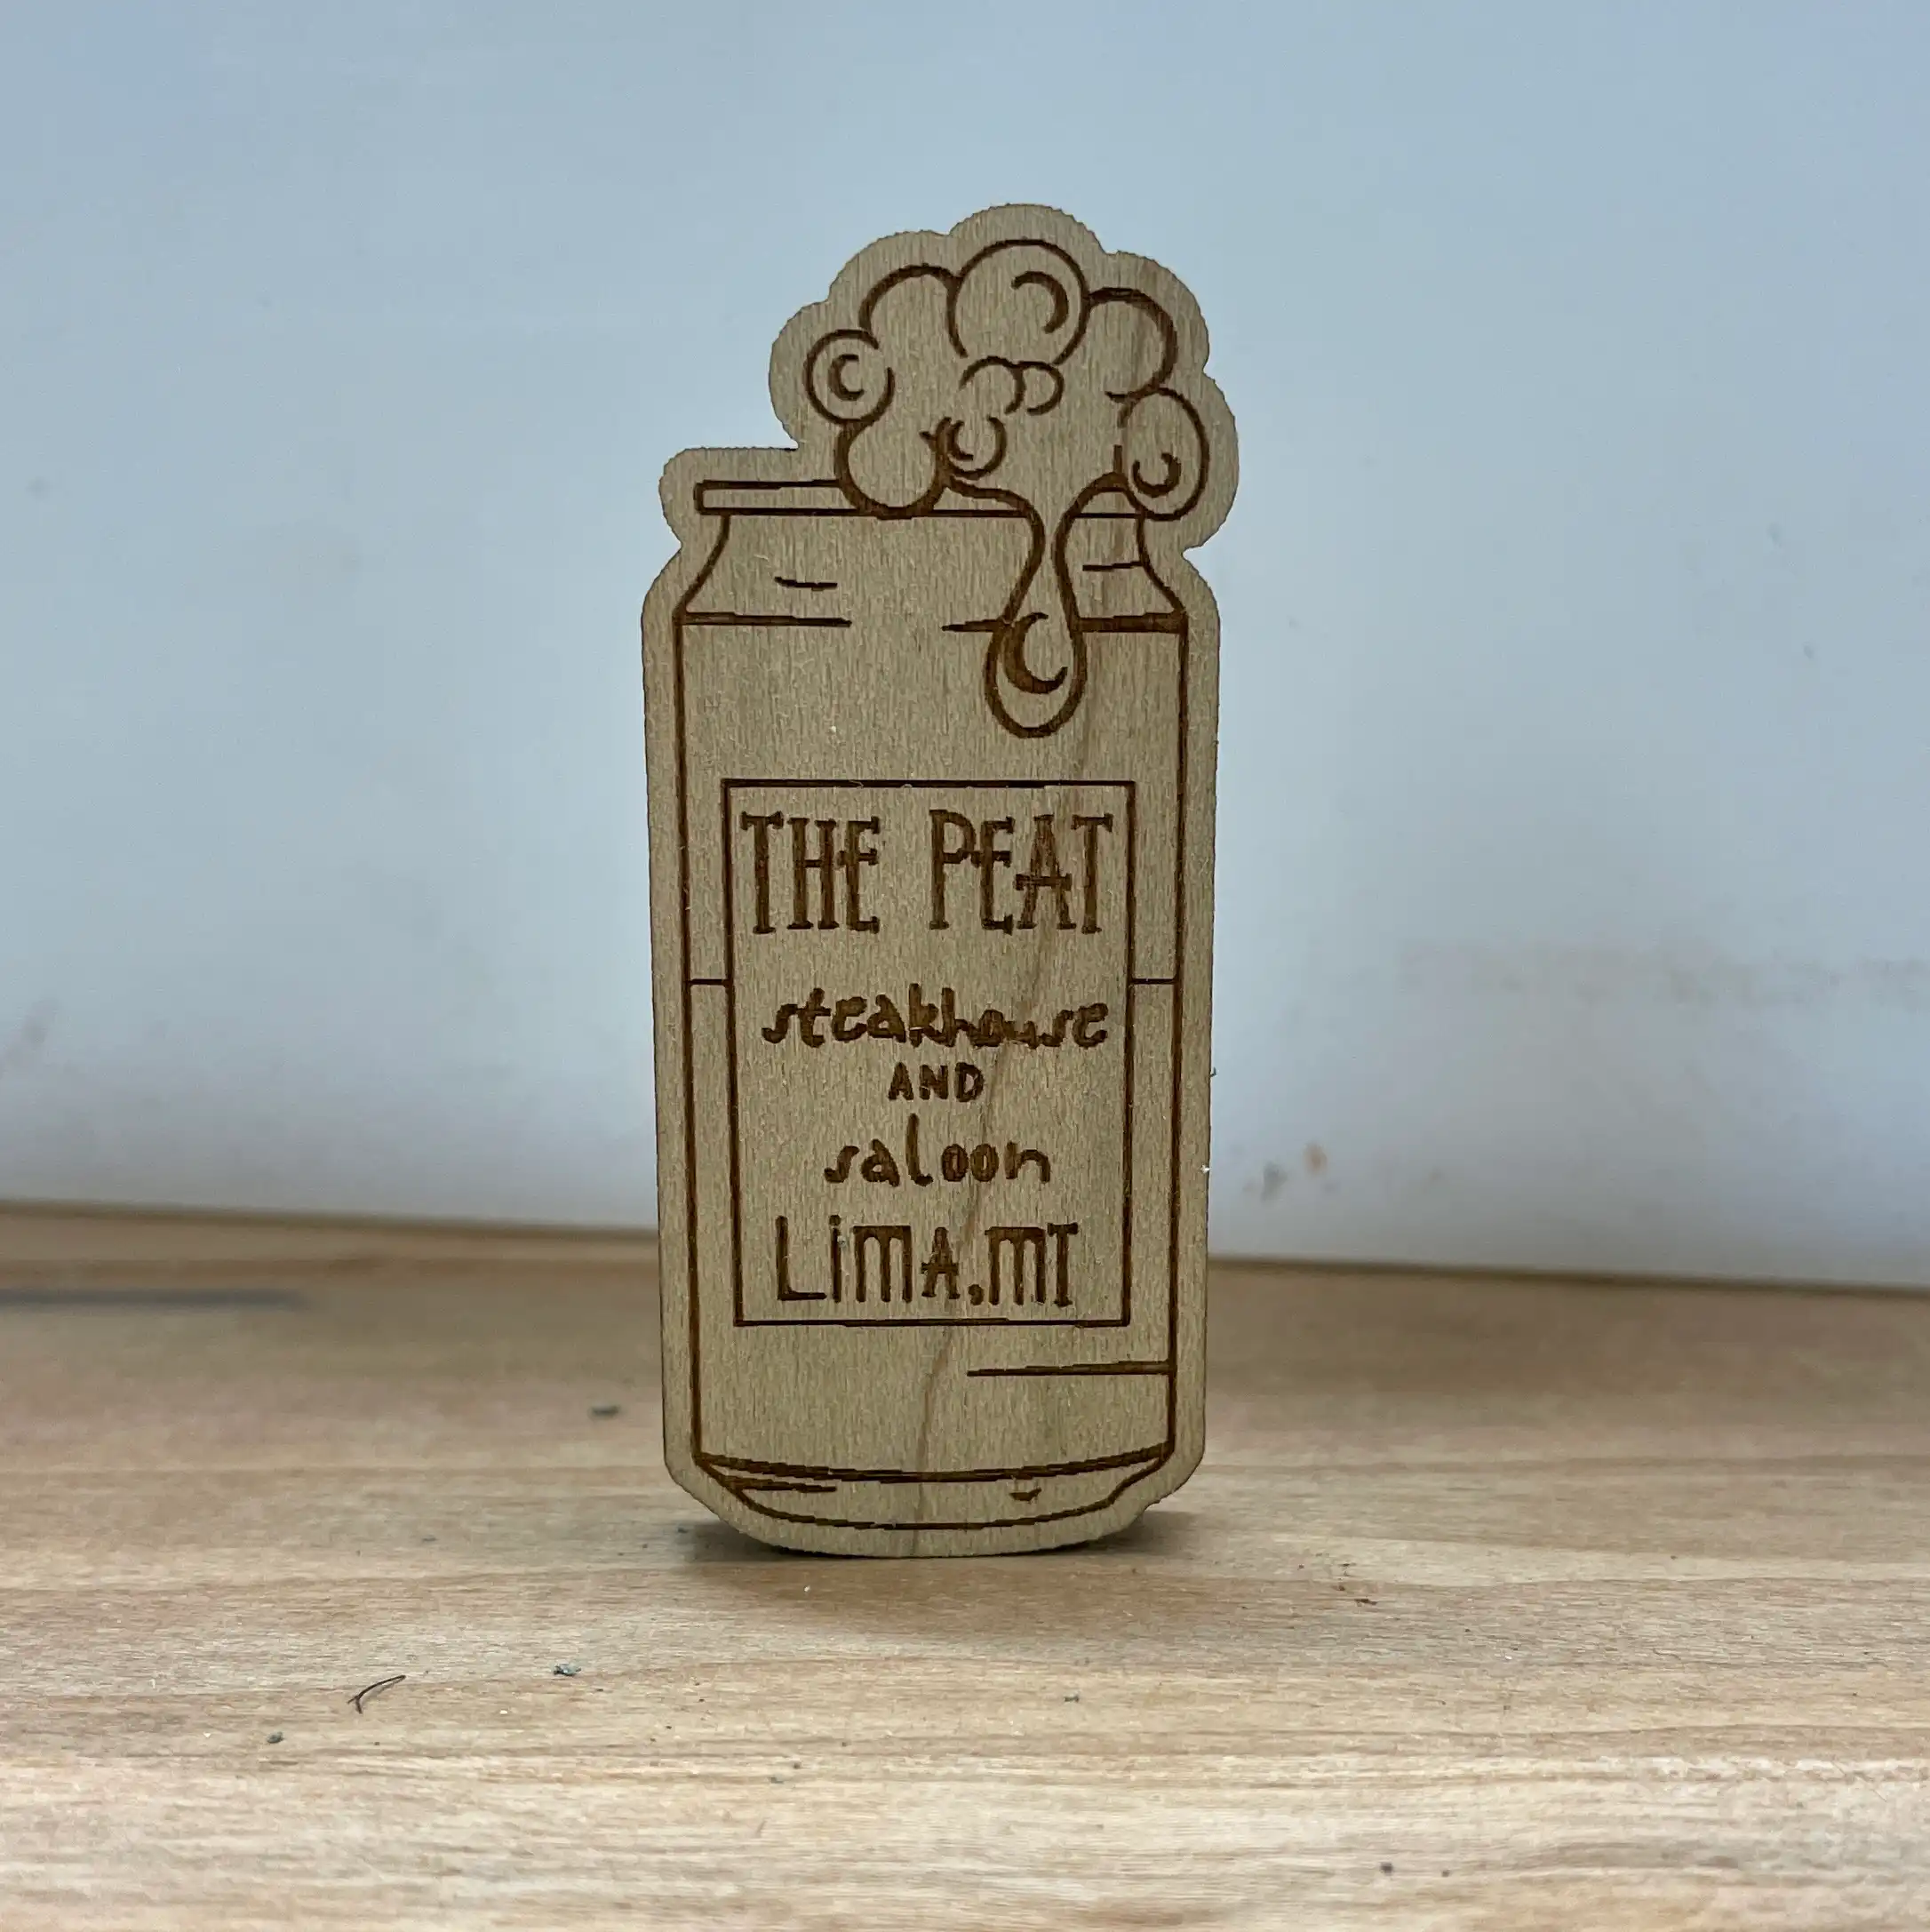 THE PEAT
steakhouse
AND
saloon
LiMA, MT